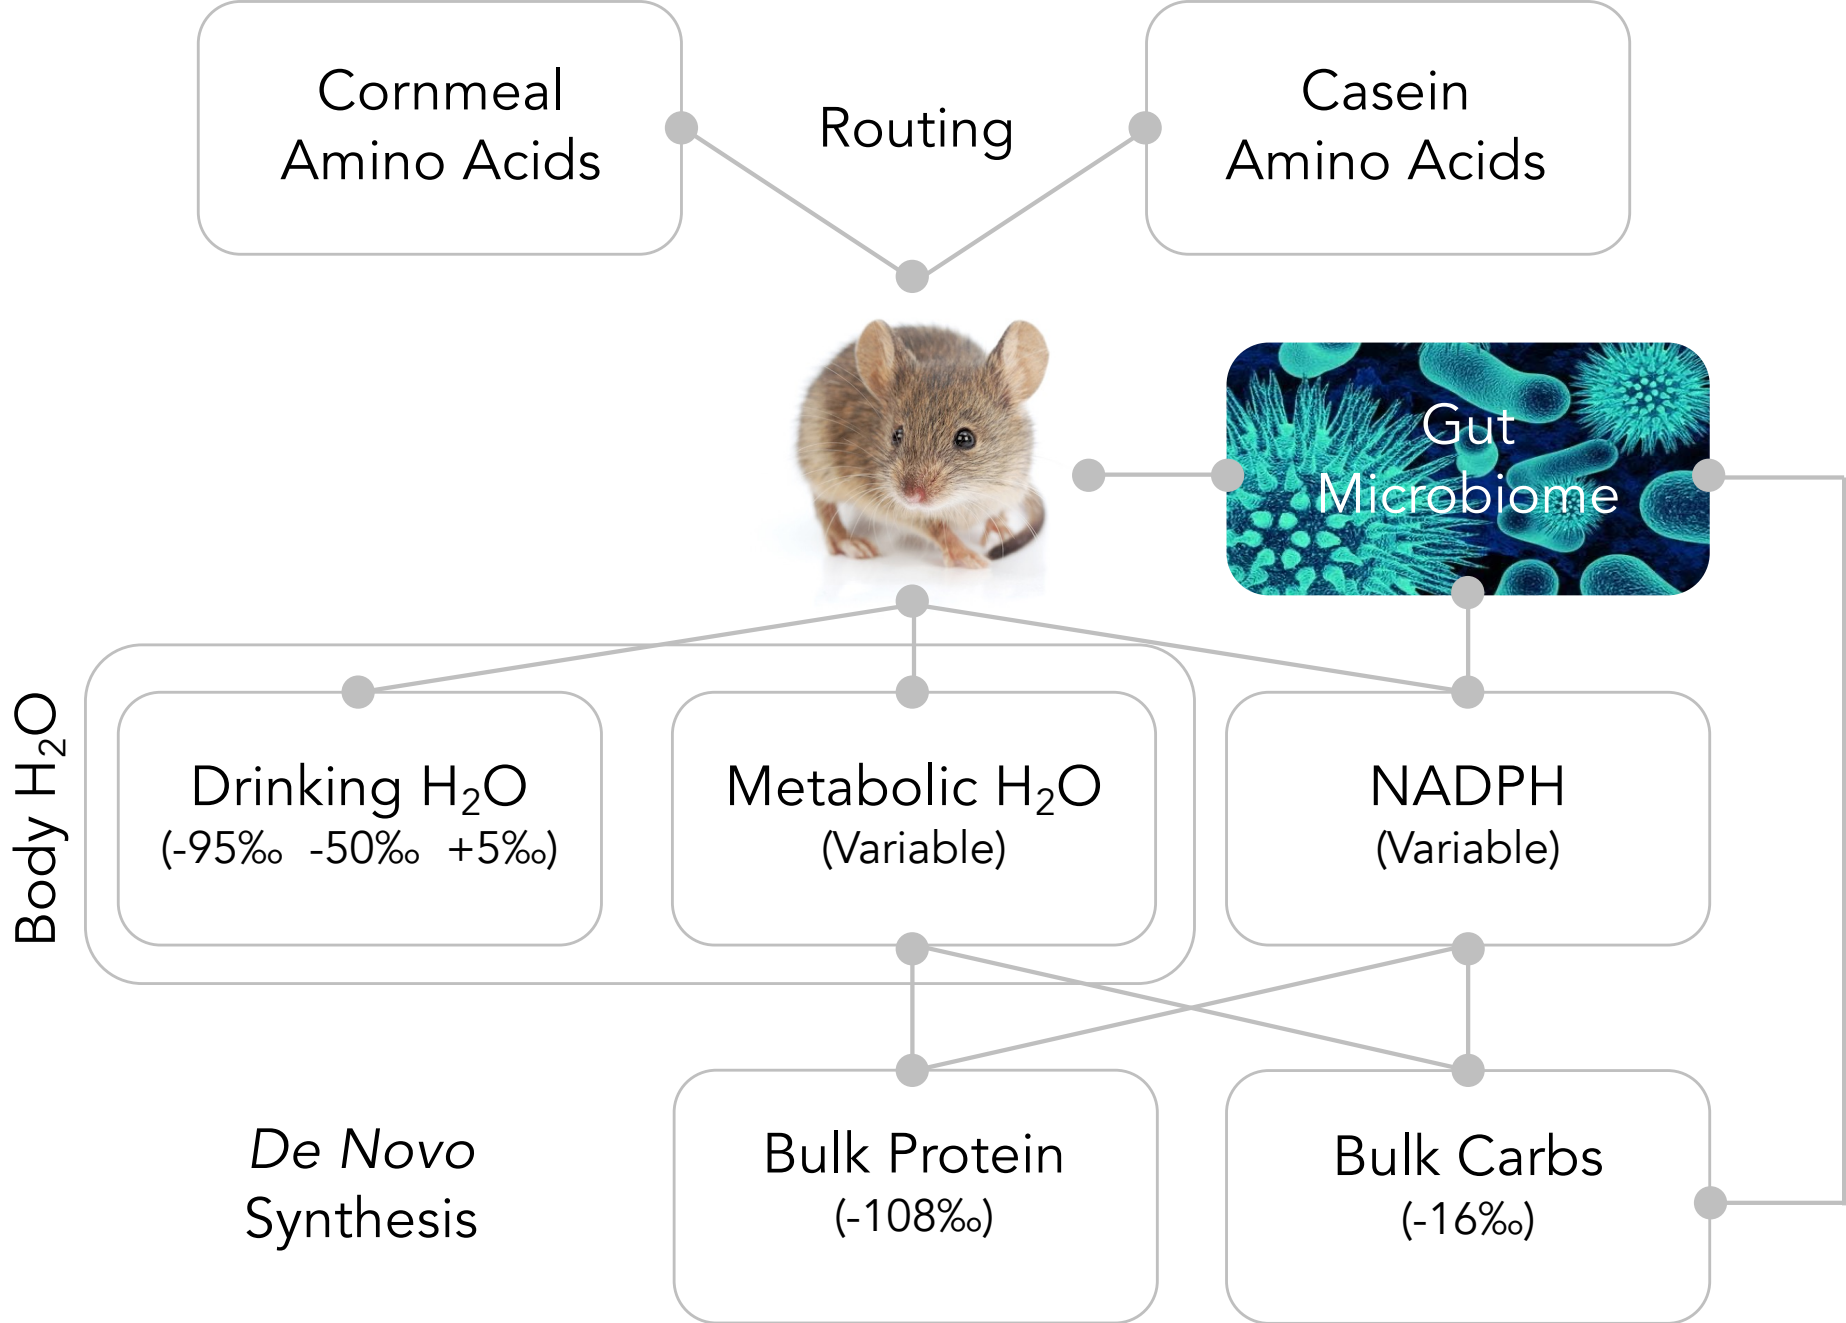 Cornmeal
Amino Acids
Routing
Casein
Amino Acids
Gut
Microbiome
Body H₂O
Drinking H₂O
(-95‰ -50‰ +5‰)
Metabolic H₂O
(Variable)
NADPH
(Variable)
De Novo
Synthesis
Bulk Protein
(-108‰)
Bulk Carbs
(-16‰)